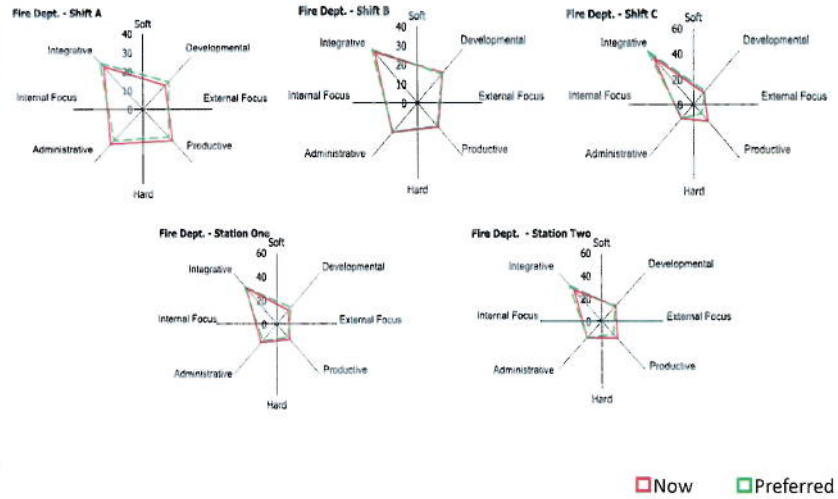 Fire Dept. - Shift A
Soft
40
30
20
10
0
Integrative
Developmental
Internal Focus
External Focus
Administrative
Productive
Hard
Fire Dept. - Shift B
Soft
40
30
20
10
0
Integrative
Developmental
Internal Focus
External Focus
Administrative
Productive
Hard
Fire Dept. - Shift C
Soft
60
40
20
0
Integrative
Developmental
Internal Focus
External Focus
Administrative
Productive
Hard
Fire Dept. - Station One
Soft
60
40
20
0
Integrative
Developmental
Internal Focus
External Focus
Administrative
Productive
Hard
Fire Dept. - Station Two
Soft
60
40
20
0
Integrative
Developmental
Internal Focus
External Focus
Administrative
Productive
Hard
Now
Preferred